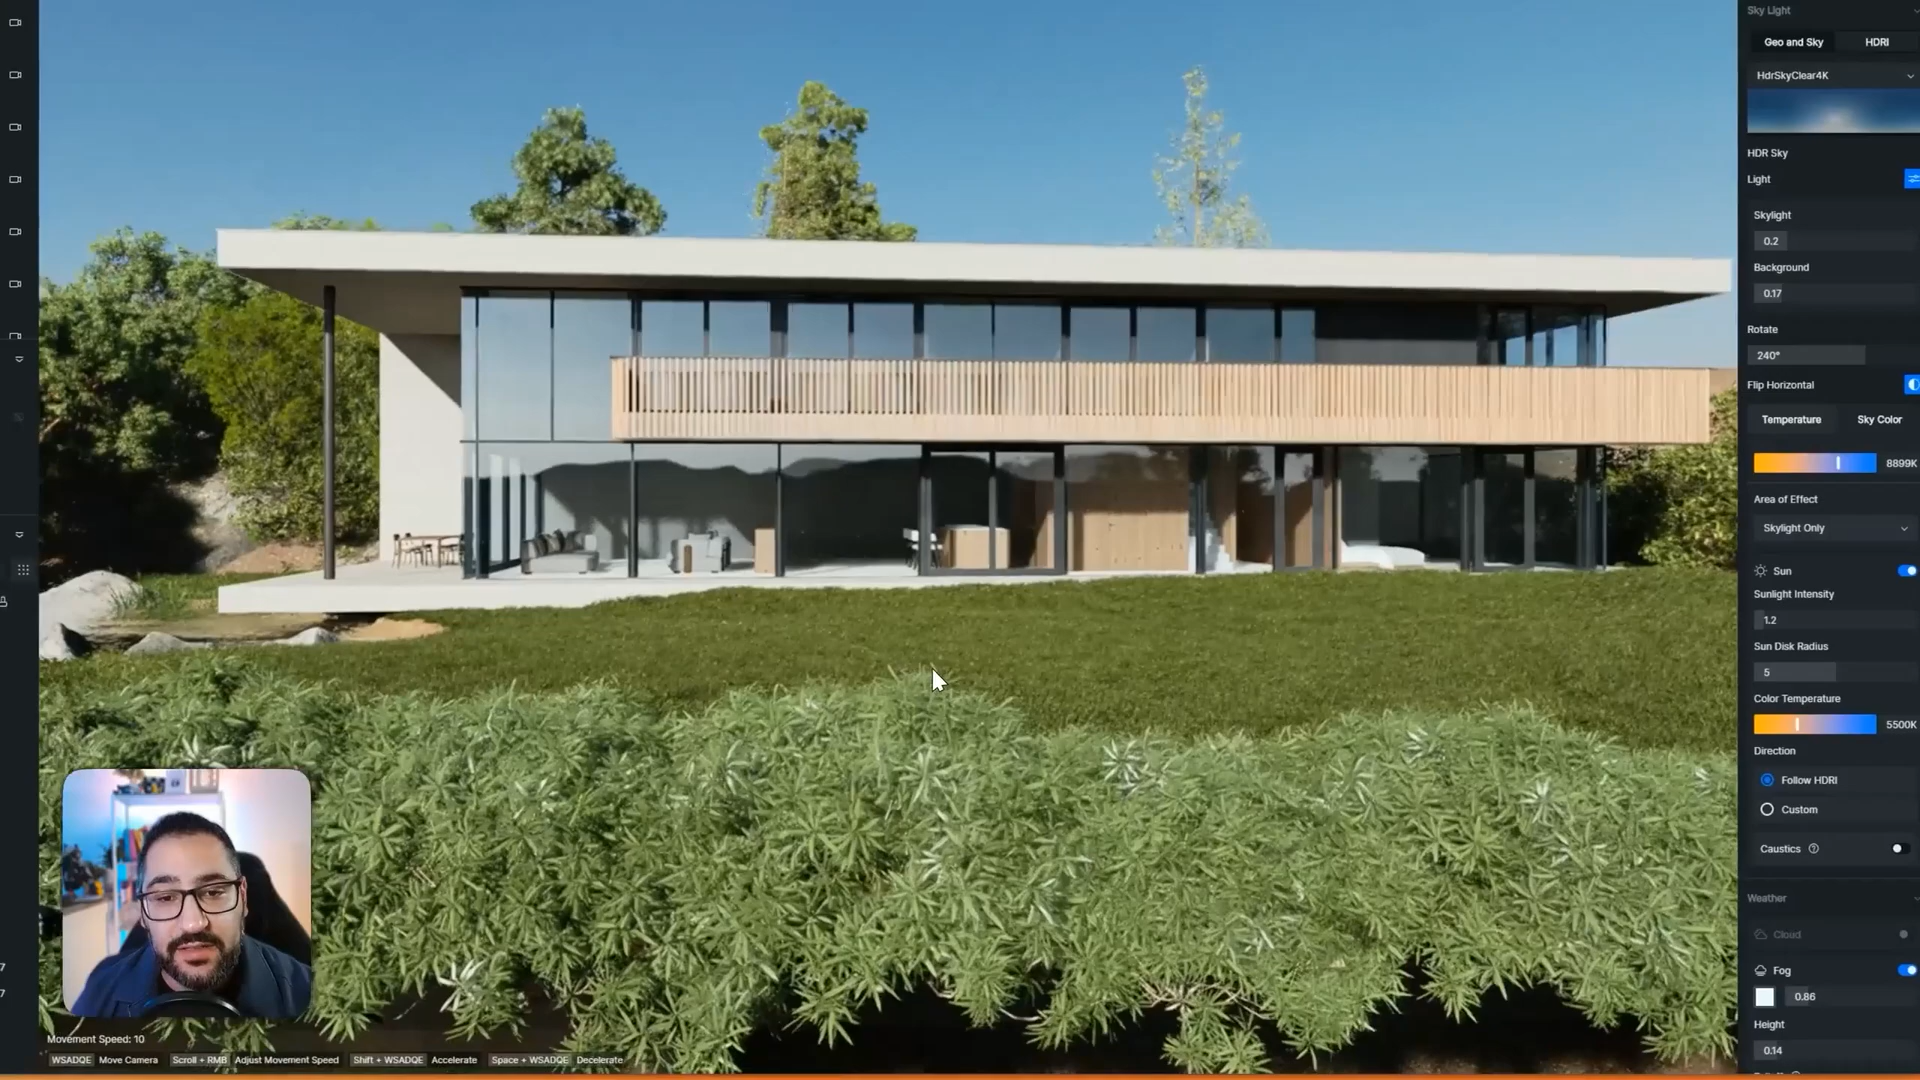 Sky Light
Geo and Sky HDRI
HdrSkyClear4K
HDR Sky
Light
Skylight
0.2
Background
0.17
Rotate
240°
Flip Horizontal
Temperature Sky Color
8899K
Area of Effect
Skylight Only
Sun
Sunlight Intensity
1.2
Sun Disk Radius
5
Color Temperature
5500K
Direction
Follow HDRI
Custom
Caustics
Weather
Cloud
Fog
0.86
Height
0.14
7
7
Movement Speed: 10
WSADQE Move Camera Scroll + RMB Adjust Movement Speed Shift + WSADQE Accelerate Space + WSADQE Decelerate